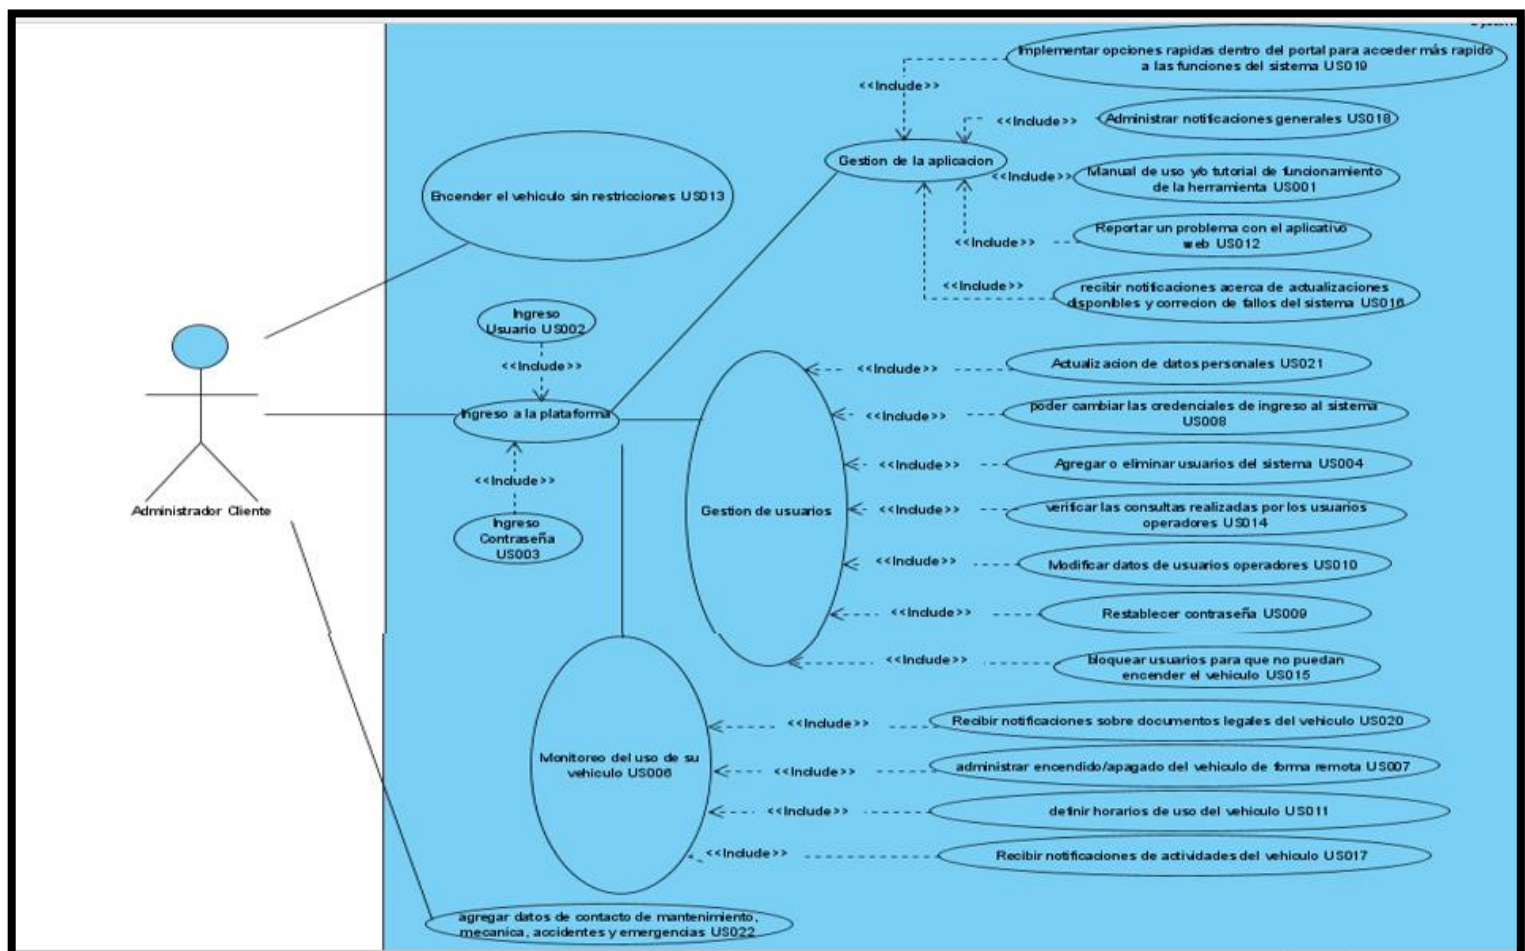 Implementar opciones rapidas dentro del portal para acceder más rapido
a las funciones del sistema US019
<<Include>>
<<Include>>
Administrar notificaciones generales US018
Gestion de la aplicacion
<<Include>>
Manual de uso y/o tutorial de funcionamiento
de la herramienta US001
Encender el vehiculo sin restricciones US013
Reportar un problema con el aplicativo
web US012
<<Include>>
<<Include>>
recibir notificaciones acerca de actualizaciones
disponibles y correcion de fallos del sistema US016
Ingreso
Usuario US002
<<Include>>
Actualizacion de datos personales US021
<<Include>>
Ingreso a la plataforma
poder cambiar las credenciales de ingreso al sistema
US008
<<Include>>
Agregar o eliminar usuarios del sistema US004
<<Include>>
<<Include>>
Administrador Cliente
Ingreso
Contraseña
US003
Gestion de usuarios
<<Include>>
verificar las consultas realizadas por los usuarios
operadores US014
<<Include>>
Modificar datos de usuarios operadores US010
<<Include>>
Restablecer contraseña US009
<<Include>>
bloquear usuarios para que no puedan
encender el vehiculo US015
<<Include>>
Recibir notificaciones sobre documentos legales del vehiculo US020
Monitoreo del uso de su
vehiculo US006
<<Include>>
administrar encendido/apagado del vehiculo de forma remota US007
<<Include>>
definir horarios de uso del vehiculo US011
<<Include>>
Recibir notificaciones de actividades del vehiculo US017
agregar datos de contacto de mantenimiento,
mecanica, accidentes y emergencias US022